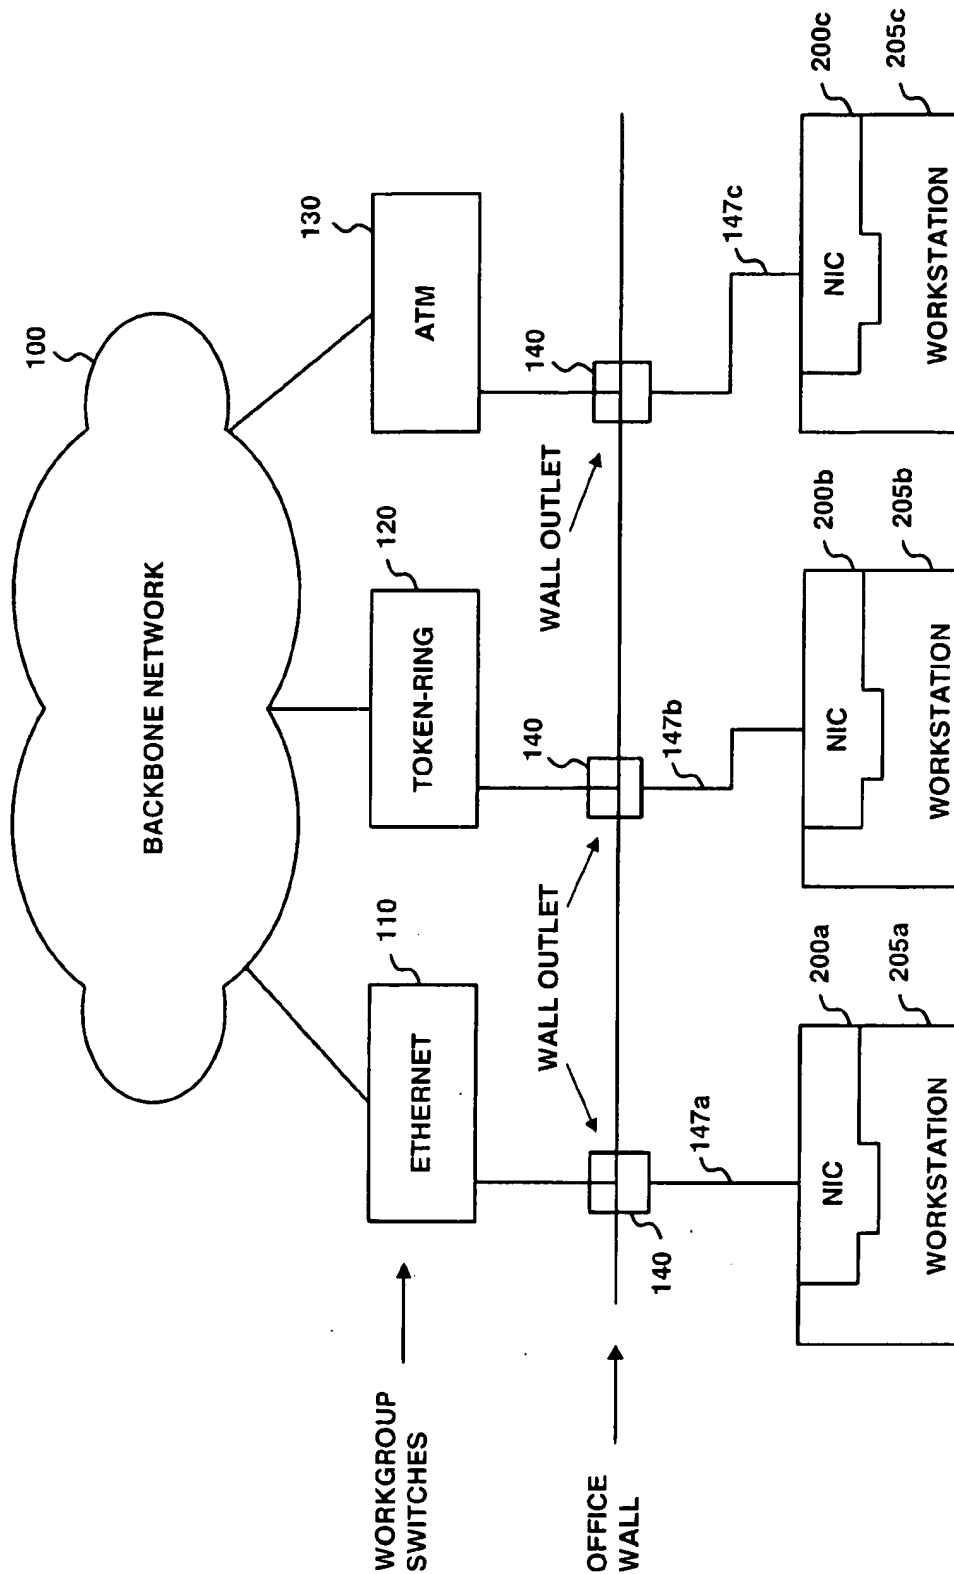 100
BACKBONE NETWORK
110
120
130
WORKGROUP
SWITCHES
ETHERNET
TOKEN-RING
ATM
WALL OUTLET
WALL OUTLET
140
140
OFFICE
WALL
140
147a
147b
147c
200a
200b
200c
NIC
NIC
NIC
205a
205b
205c
WORKSTATION
WORKSTATION
WORKSTATION